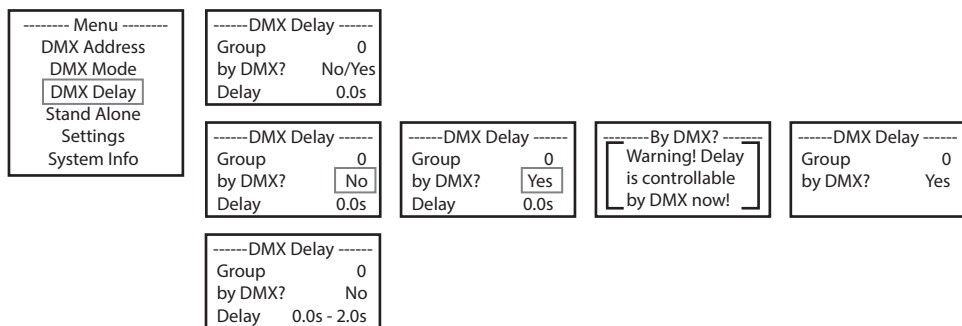 -------- Menu --------
DMX Address
DMX Mode
DMX Delay
Stand Alone
Settings
System Info
------DMX Delay ------
Group 0
by DMX? No/Yes
Delay 0.0s
------DMX Delay ------
Group 0
by DMX? No
Delay 0.0s
------DMX Delay ------
Group 0
by DMX? Yes
Delay 0.0s
--------By DMX? -------
Warning! Delay
is controllable
by DMX now!
------DMX Delay ------
Group 0
by DMX? Yes
------DMX Delay ------
Group 0
by DMX? No
Delay 0.0s - 2.0s